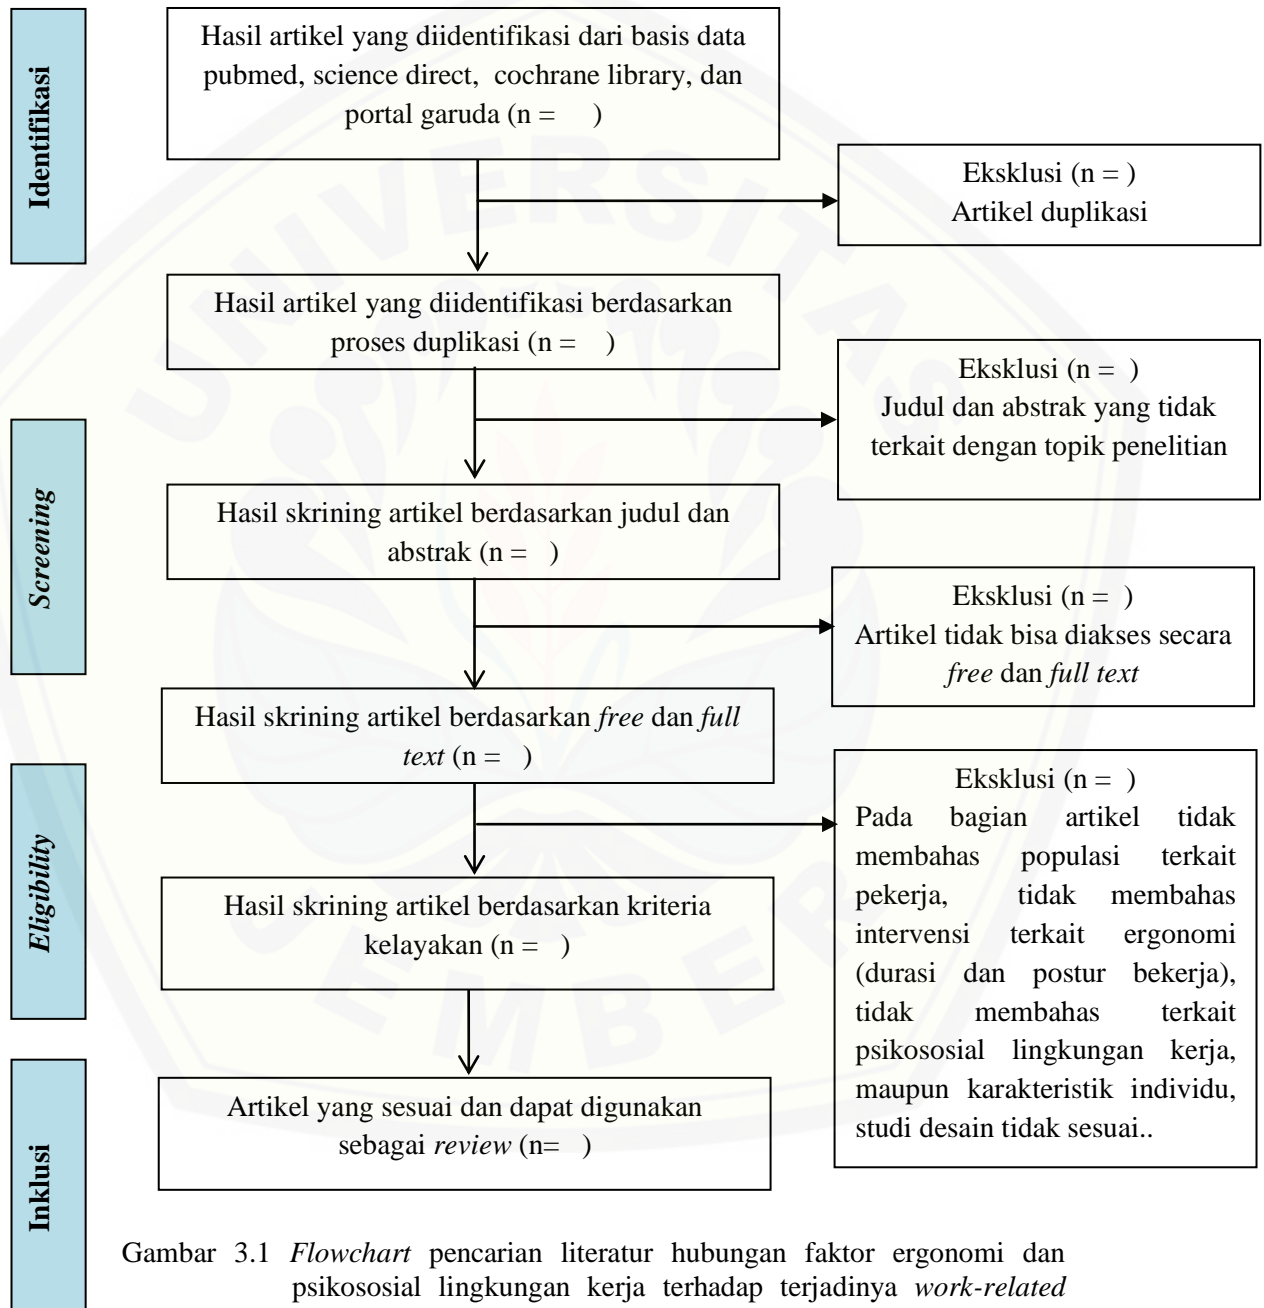 Identifikasi
Hasil artikel yang diidentifikasi dari basis data
pubmed, science direct, cochrane library, dan
portal garuda (n = )
Eksklusi (n = )
Artikel duplikasi
Hasil artikel yang diidentifikasi berdasarkan
proses duplikasi (n = )
Eksklusi (n = )
Judul dan abstrak yang tidak
terkait dengan topik penelitian
Screening
Hasil skrining artikel berdasarkan judul dan
abstrak (n = )
Eksklusi (n = )
Artikel tidak bisa diakses secara
free dan full text
Hasil skrining artikel berdasarkan free dan full
text (n = )
Eligibility
Eksklusi (n = )
Pada bagian artikel tidak
membahas populasi terkait
pekerja, tidak membahas
intervensi terkait ergonomi
(durasi dan postur bekerja),
tidak membahas terkait
psikososial lingkungan kerja,
maupun karakteristik individu,
studi desain tidak sesuai..
Hasil skrining artikel berdasarkan kriteria
kelayakan (n = )
Inklusi
Artikel yang sesuai dan dapat digunakan
sebagai review (n= )
Gambar 3.1 Flowchart pencarian literatur hubungan faktor ergonomi dan
psikososial lingkungan kerja terhadap terjadinya work-related
UNIVERSITAS
JEMBER